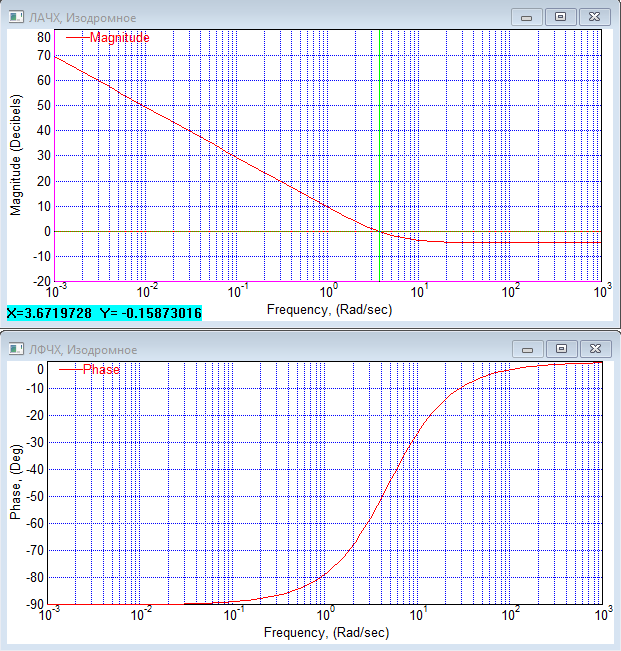 ЛАЧХ, Изодромное
Magnitude
80
70
60
50
40
30
20
10
0
-10
-20
Magnitude (Decibels)
10-3 10-2 10-1 100 101 102 103
Frequency, (Rad/sec)
X=3.6719728 Y= -0.15873016
ЛФЧХ, Изодромное
Phase
0
-10
-20
-30
-40
-50
-60
-70
-80
-90
Phase, (Deg)
10-3 10-2 10-1 100 101 102 103
Frequency, (Rad/sec)